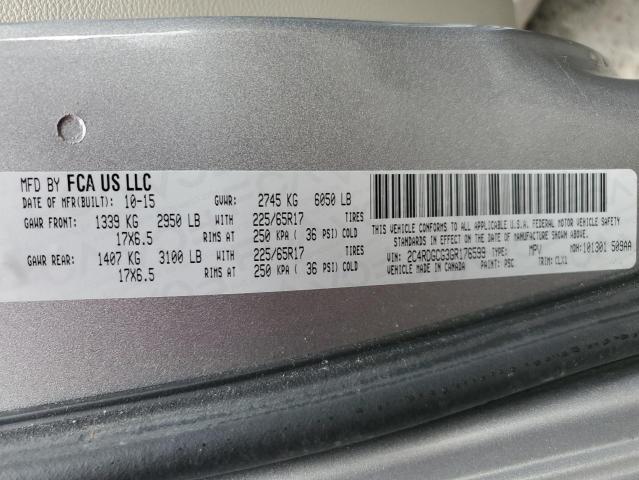 MFD BY FCA US LLC
DATE OF MFR(BUILT): 10-15 GVWR: 2745 KG 6050 LB
GAWR FRONT: 1339 KG 2950 LB WITH 225/65R17 TIRES
17X6.5 RIMS AT 250 KPA ( 36 PSI) COLD
GAWR REAR: 1407 KG 3100 LB WITH 225/65R17 TIRES
17X6.5 RIMS AT 250 KPA ( 36 PSI) COLD
THIS VEHICLE CONFORMS TO ALL APPLICABLE U.S.A. FEDERAL MOTOR VEHICLE SAFETY
STANDARDS IN EFFECT ON THE DATE OF MANUFACTURE SHOWN ABOVE.
VIN: 2C4RDGCG3GR176599 TYPE: MPV MDH:101301 509AA
VEHICLE MADE IN CANADA PAINT: PSC TRIM: CLX1